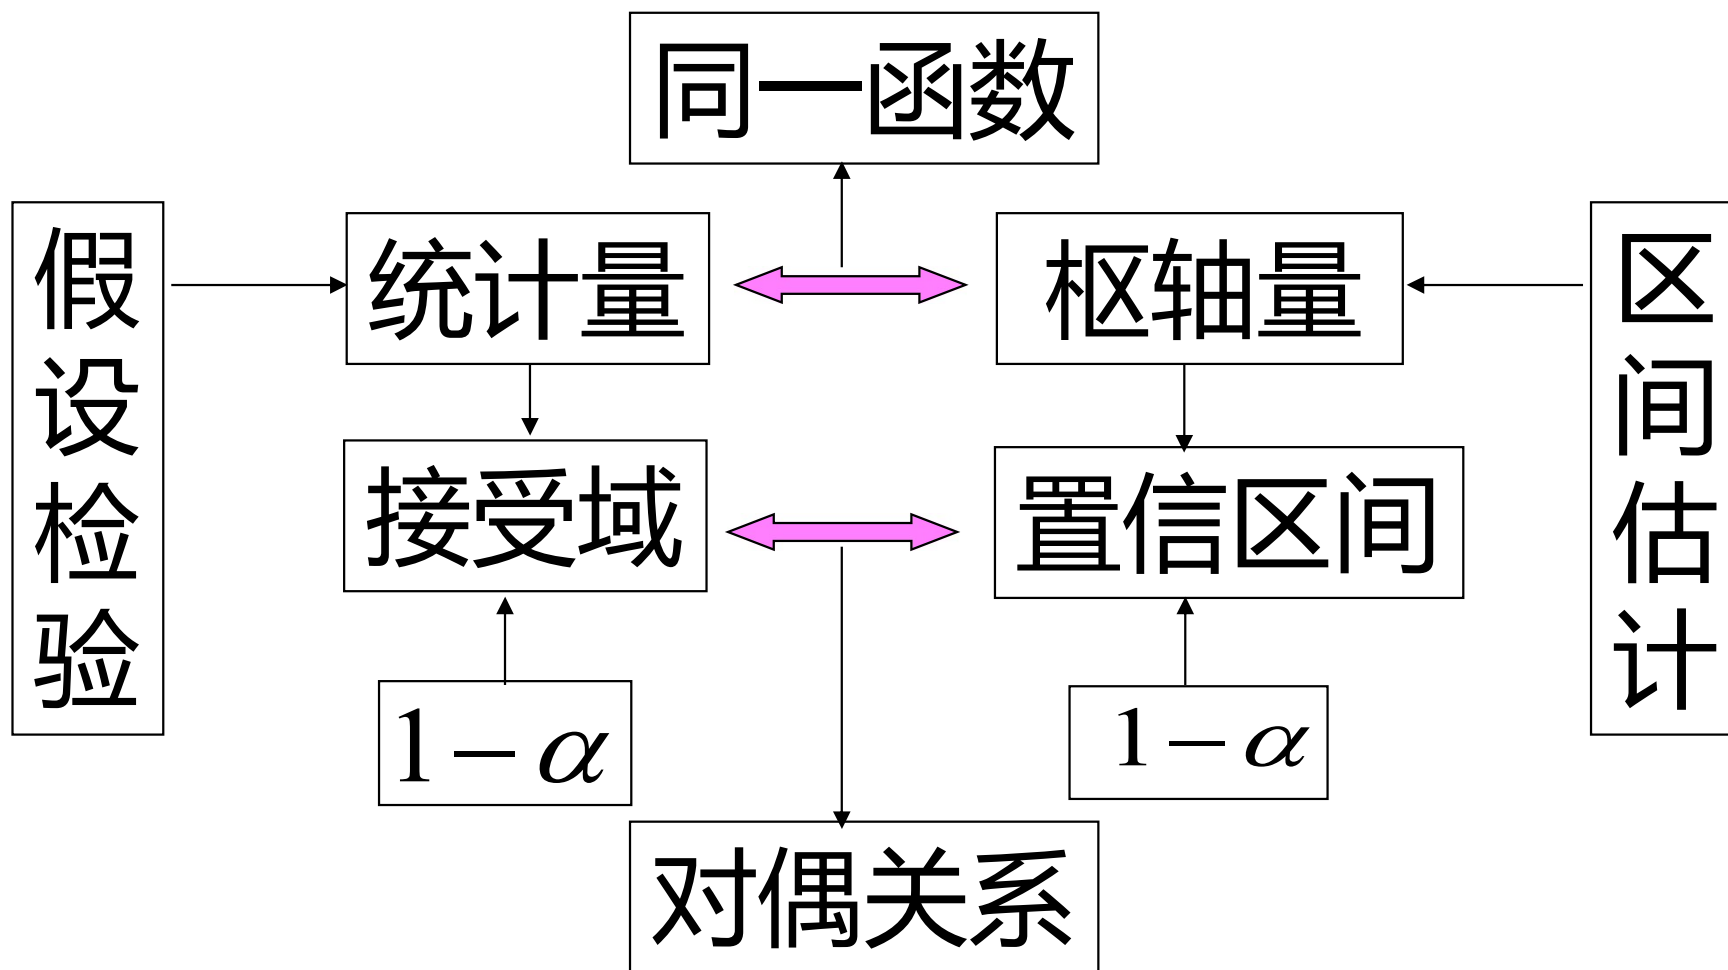 同一函数
假设检验
统计量
枢轴量
区间估计
接受域
置信区间
1 − α
1 − α
对偶关系